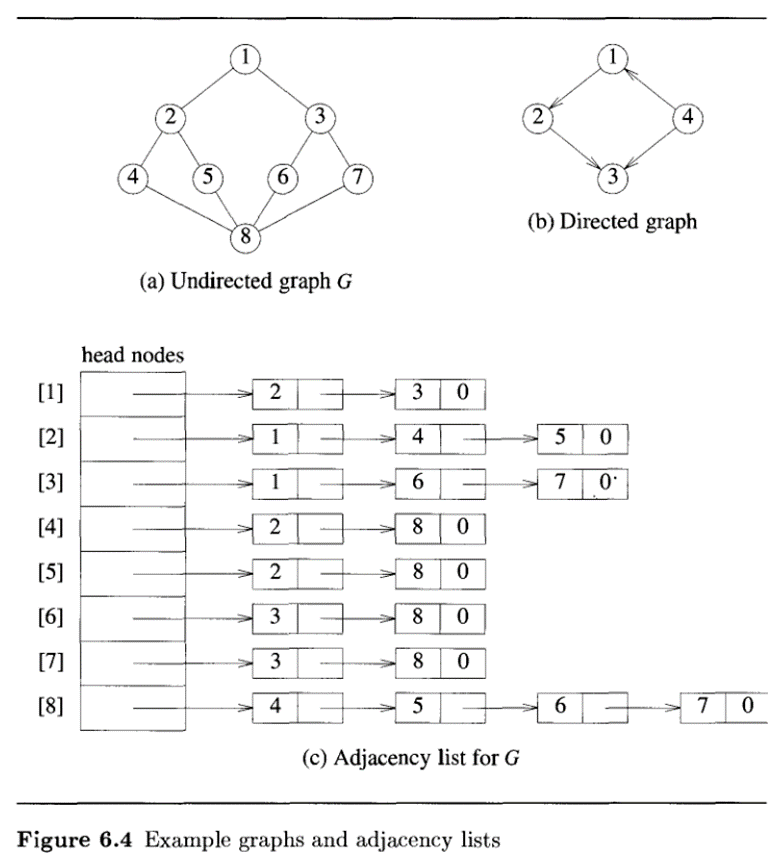 1
1
2
3
2
4
4
5
6
7
3
8
(b) Directed graph
(a) Undirected graph G
head nodes
[1] 2 3 0
[2] 1 4 5 0
[3] 1 6 7 0
[4] 2 8 0
[5] 2 8 0
[6] 3 8 0
[7] 3 8 0
[8] 4 5 6 7 0
(c) Adjacency list for G
Figure 6.4 Example graphs and adjacency lists